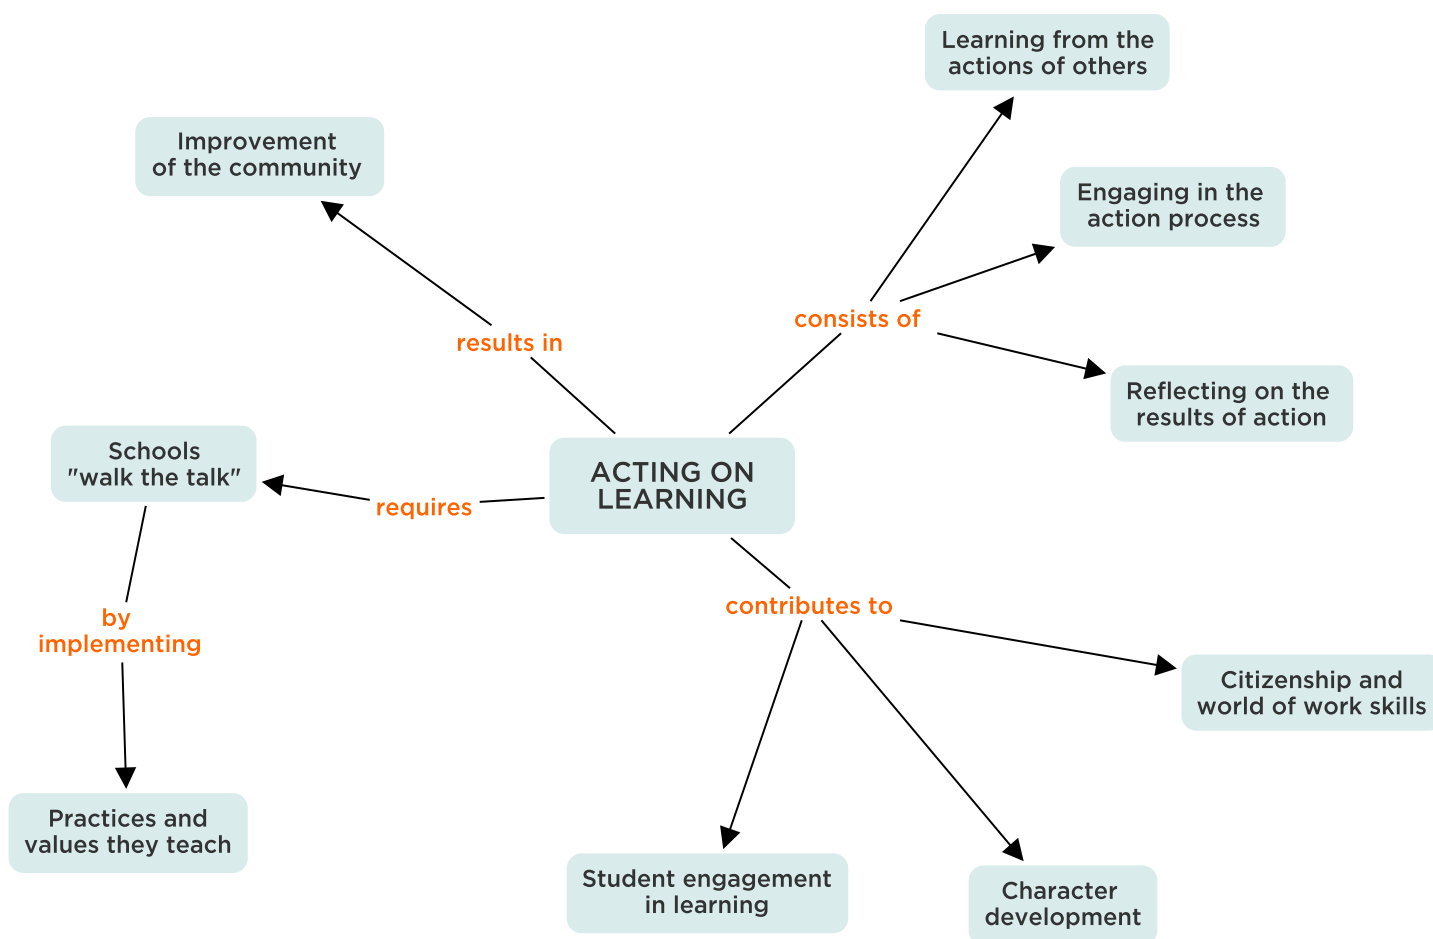 Learning from the
actions of others
Improvement
of the community
Engaging in the
action process
consists of
results in
Reflecting on the
results of action
Schools
"walk the talk"
ACTING ON
LEARNING
requires
contributes to
by
implementing
Citizenship and
world of work skills
Practices and
values they teach
Student engagement
in learning
Character
development